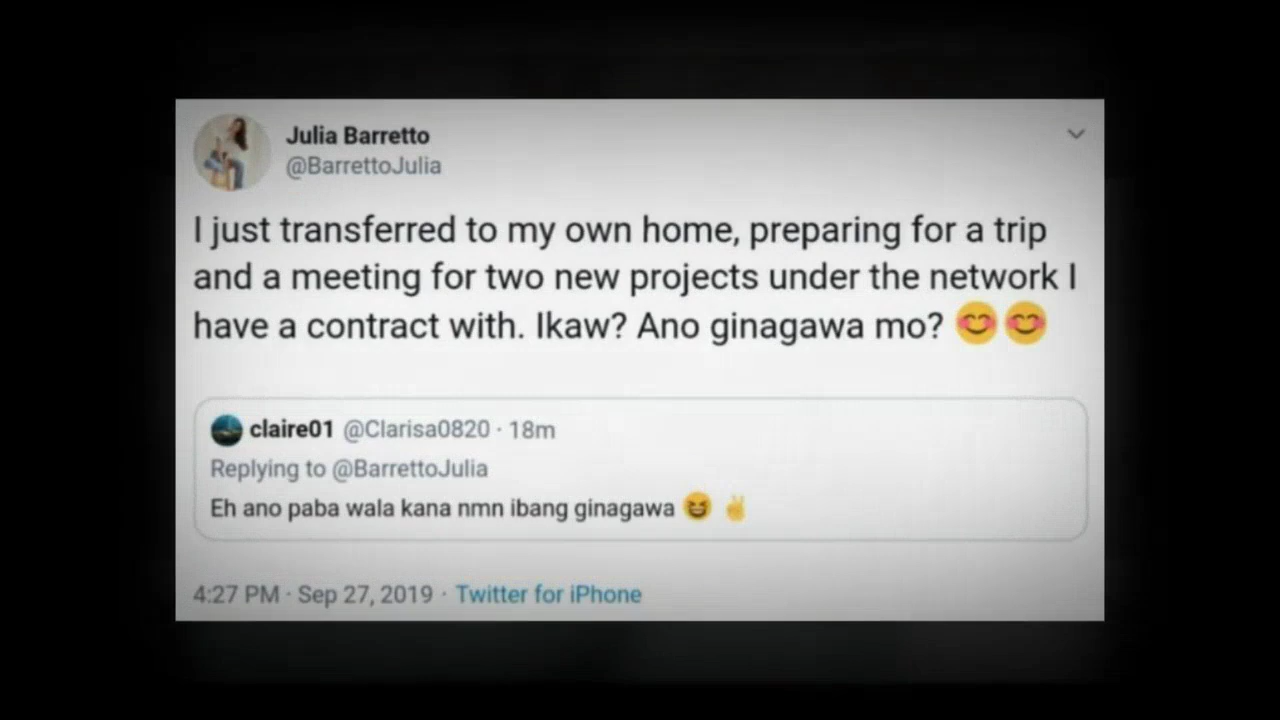 Julia Barretto
@BarrettoJulia
I just transferred to my own home, preparing for a trip
and a meeting for two new projects under the network I
have a contract with. Ikaw? Ano ginagawa mo? 😊😊
claire01 @Clarisa0820 · 18m
Replying to @BarrettoJulia
Eh ano paba wala kana nmn ibang ginagawa 😆 ✌
4:27 PM · Sep 27, 2019 · Twitter for iPhone